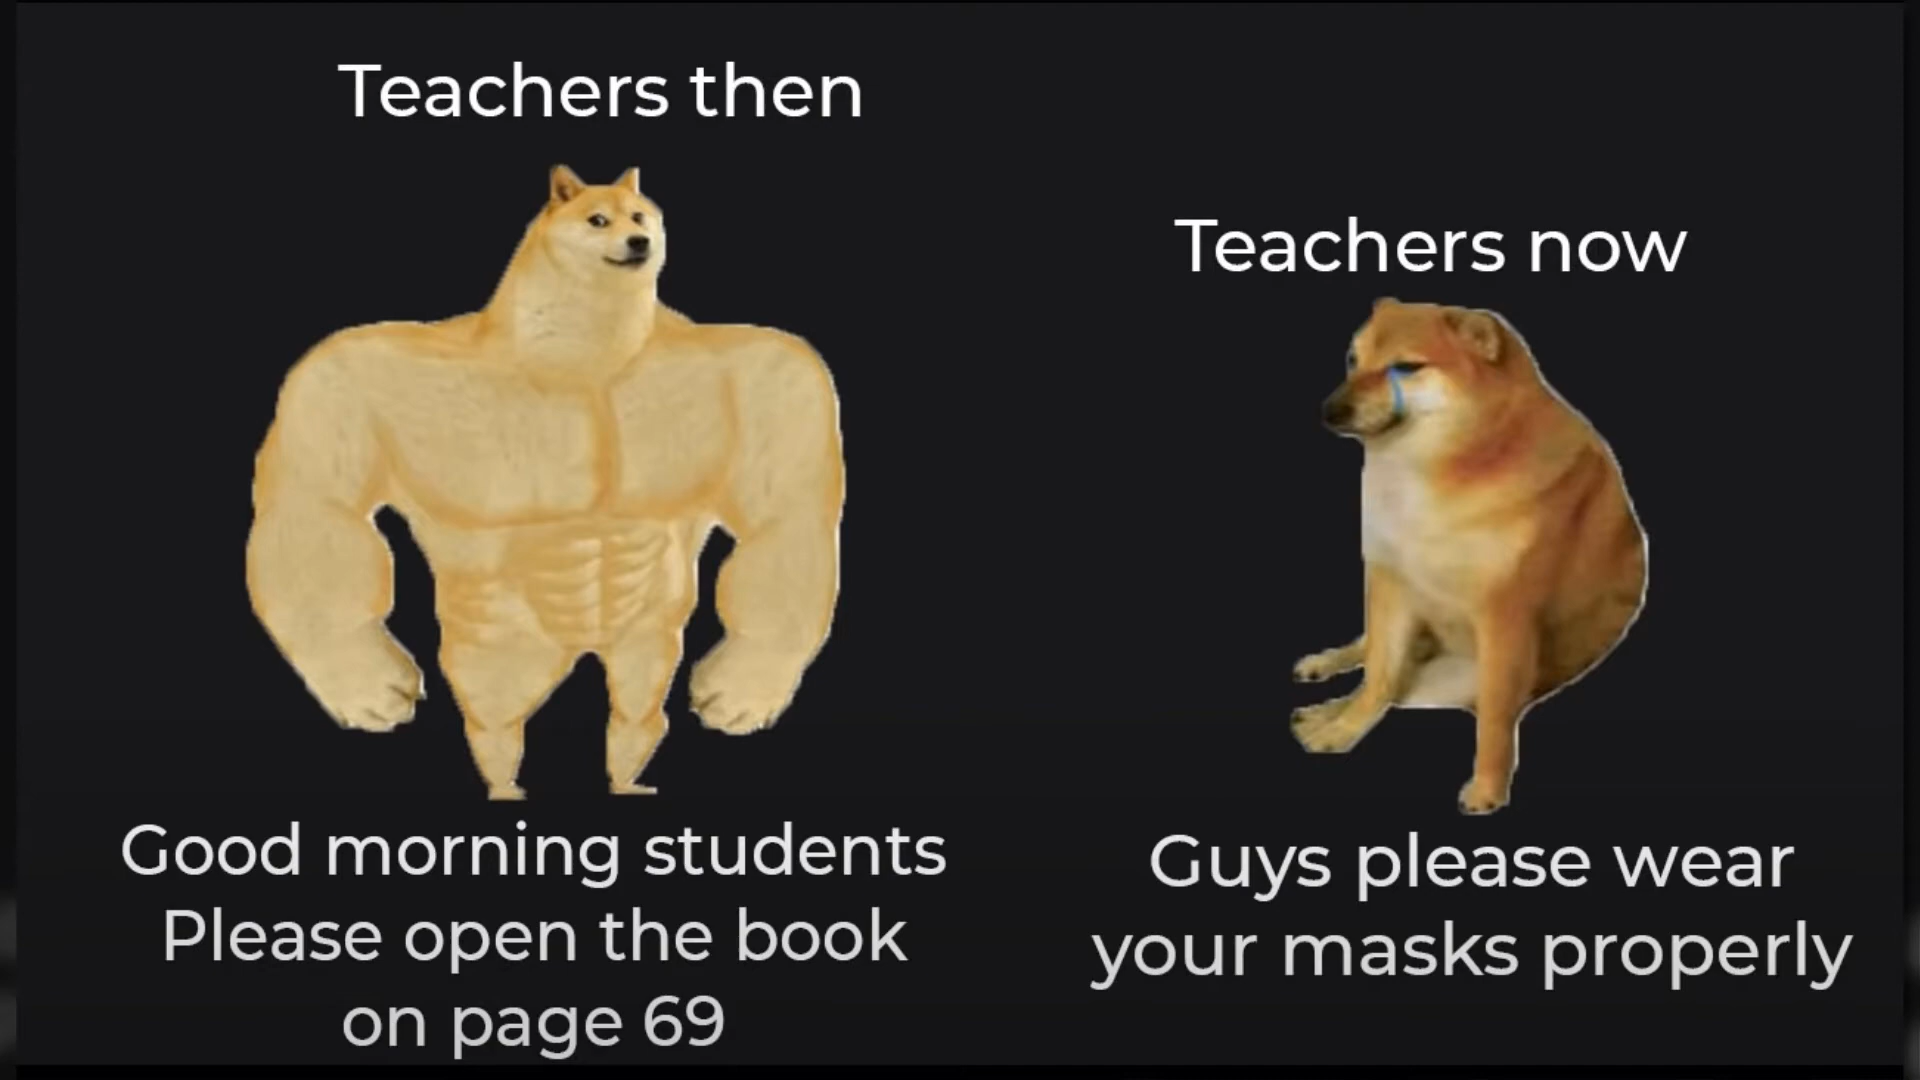 Teachers then
Good morning students
Please open the book
on page 69
Teachers now
Guys please wear
your masks properly